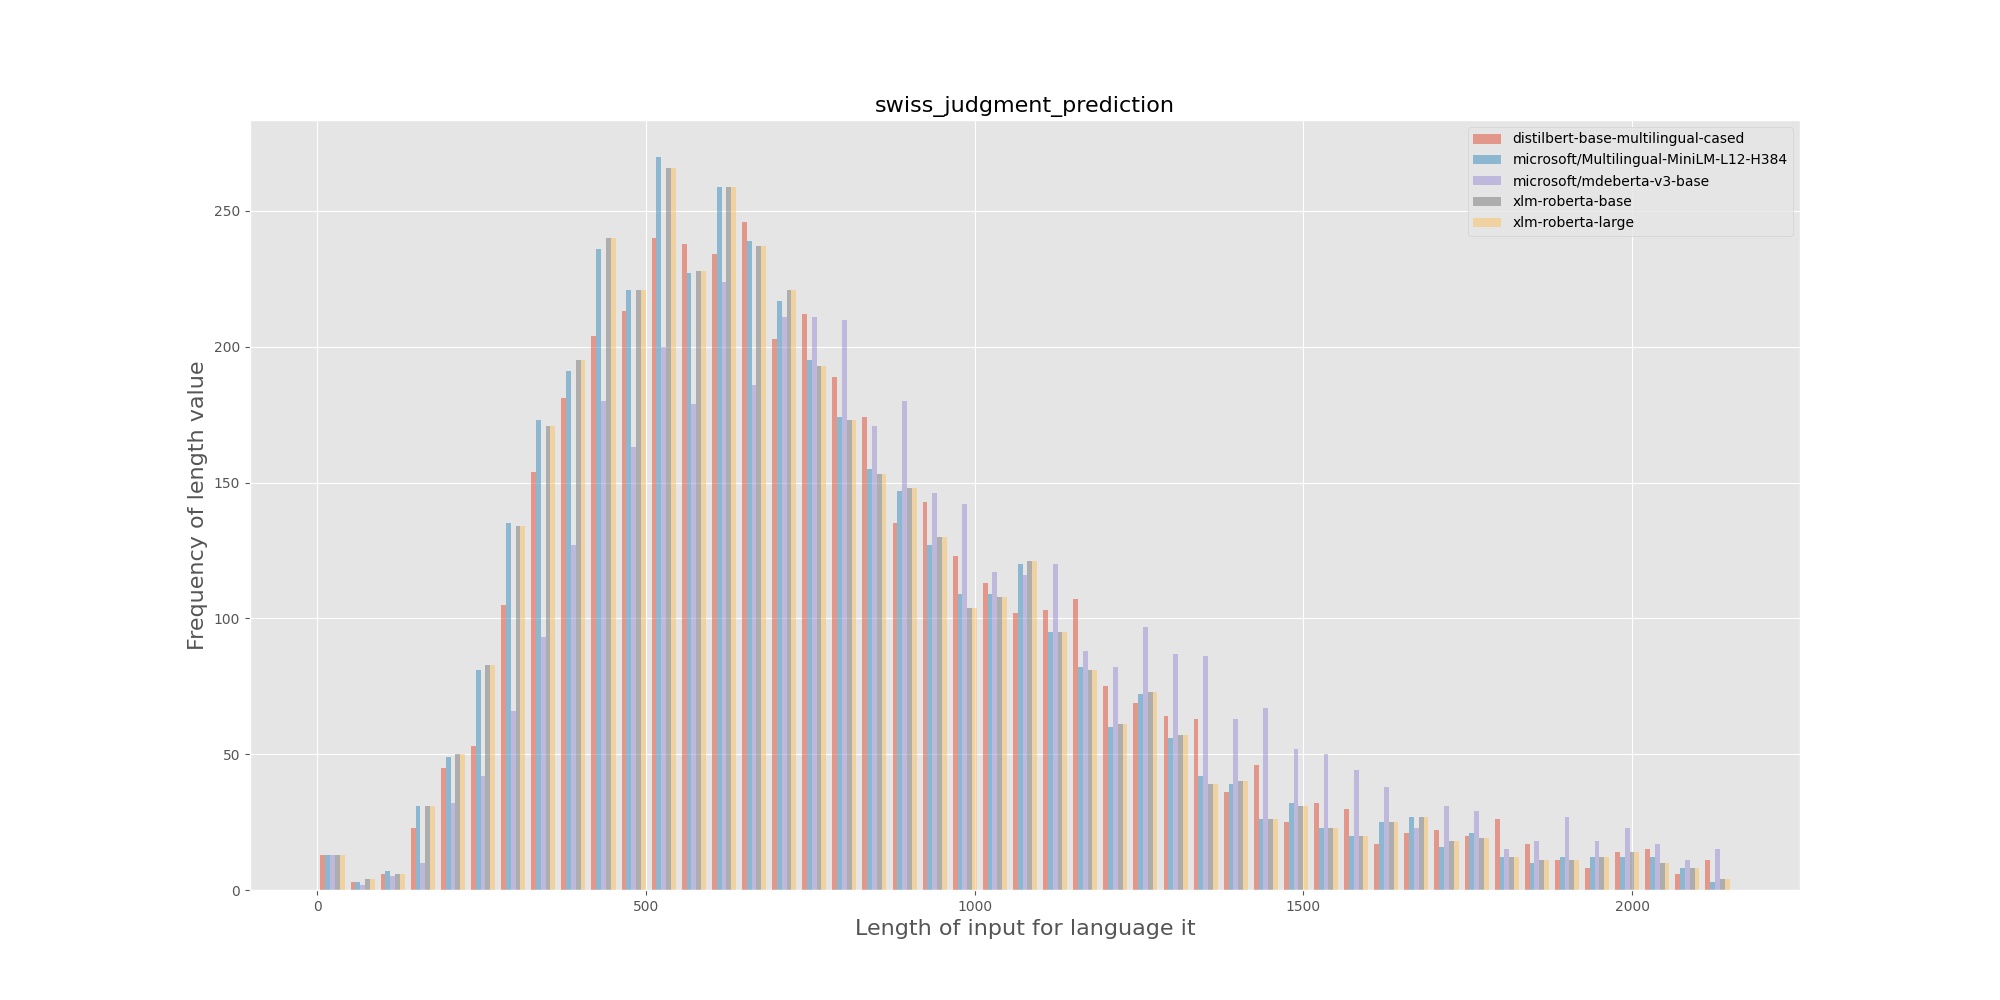 swiss_judgment_prediction
distilbert-base-multilingual-cased
microsoft/Multilingual-MiniLM-L12-H384
microsoft/mdeberta-v3-base
xlm-roberta-base
xlm-roberta-large
Frequency of length value
250
200
150
100
50
0
0 500 1000 1500 2000
Length of input for language it